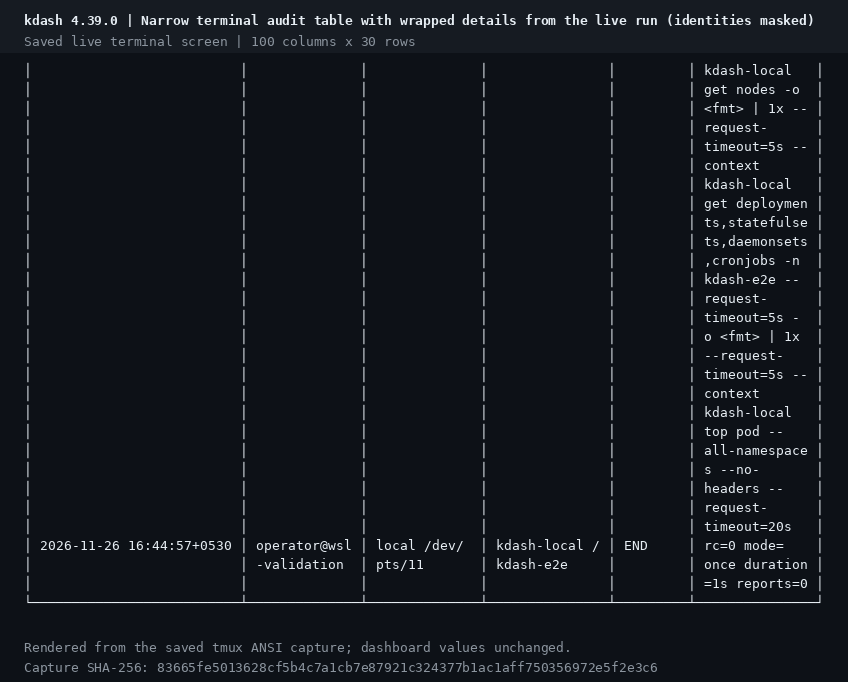 kdash 4.39.0 | Narrow terminal audit table with wrapped details from the live run (identities masked)
Saved live terminal screen | 100 columns x 30 rows
kdash-local
get nodes -o
<fmt> | 1x --
request-
timeout=5s --
context
kdash-local
get deploymen
ts,statefulse
ts,daemonsets
,cronjobs -n
kdash-e2e --
request-
timeout=5s -
o <fmt> | 1x
--request-
timeout=5s --
context
kdash-local
top pod --
all-namespace
s --no-
headers --
request-
timeout=20s
2026-11-26 16:44:57+0530 | operator@wsl | local /dev/ | kdash-local / | END | rc=0 mode=
-validation | pts/11 | kdash-e2e | once duration
=1s reports=0
Rendered from the saved tmux ANSI capture; dashboard values unchanged.
Capture SHA-256: 83665fe5013628cf5b4c7a1cb7e87921c324377b1ac1aff750356972e5f2e3c6